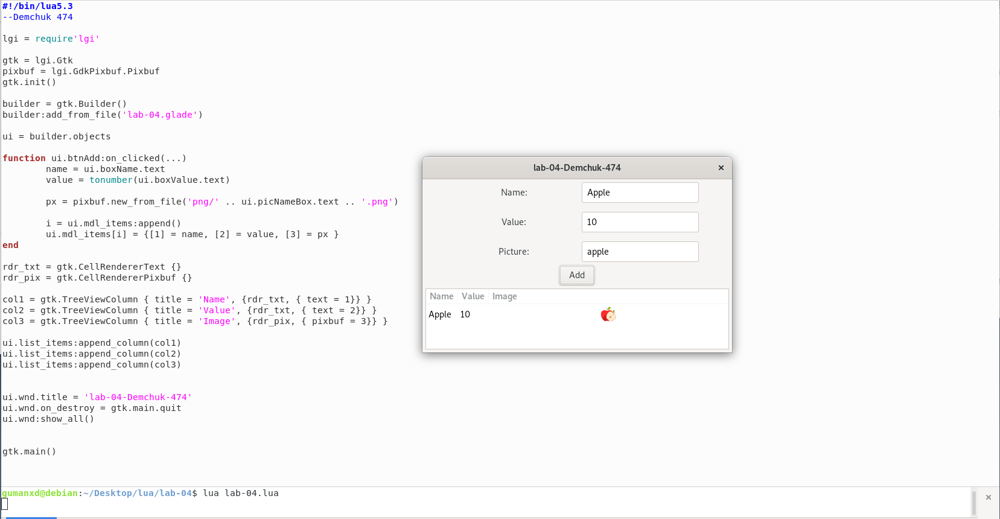 #!/bin/lua5.3
--Demchuk 474
lgi = require'lgi'
gtk = lgi.Gtk
pixbuf = lgi.GdkPixbuf.Pixbuf
gtk.init()
builder = gtk.Builder()
builder:add_from_file('lab-04.glade')
ui = builder.objects
function ui.btnAdd:on_clicked(...)
        name = ui.boxName.text
        value = tonumber(ui.boxValue.text)
        px = pixbuf.new_from_file('png/' .. ui.picNameBox.text .. '.png')
        i = ui.mdl_items:append()
        ui.mdl_items[i] = {[1] = name, [2] = value, [3] = px }
end
rdr_txt = gtk.CellRendererText {}
rdr_pix = gtk.CellRendererPixbuf {}
col1 = gtk.TreeViewColumn { title = 'Name', {rdr_txt, { text = 1}} }
col2 = gtk.TreeViewColumn { title = 'Value', {rdr_txt, { text = 2}} }
col3 = gtk.TreeViewColumn { title = 'Image', {rdr_pix, { pixbuf = 3}} }
ui.list_items:append_column(col1)
ui.list_items:append_column(col2)
ui.list_items:append_column(col3)
ui.wnd.title = 'lab-04-Demchuk-474'
ui.wnd.on_destroy = gtk.main.quit
ui.wnd:show_all()
gtk.main()
lab-04-Demchuk-474
Name: Apple
Value: 10
Picture: apple
Add
Name Value Image
Apple 10
gumanxd@debian:~/Desktop/lua/lab-04$ lua lab-04.lua